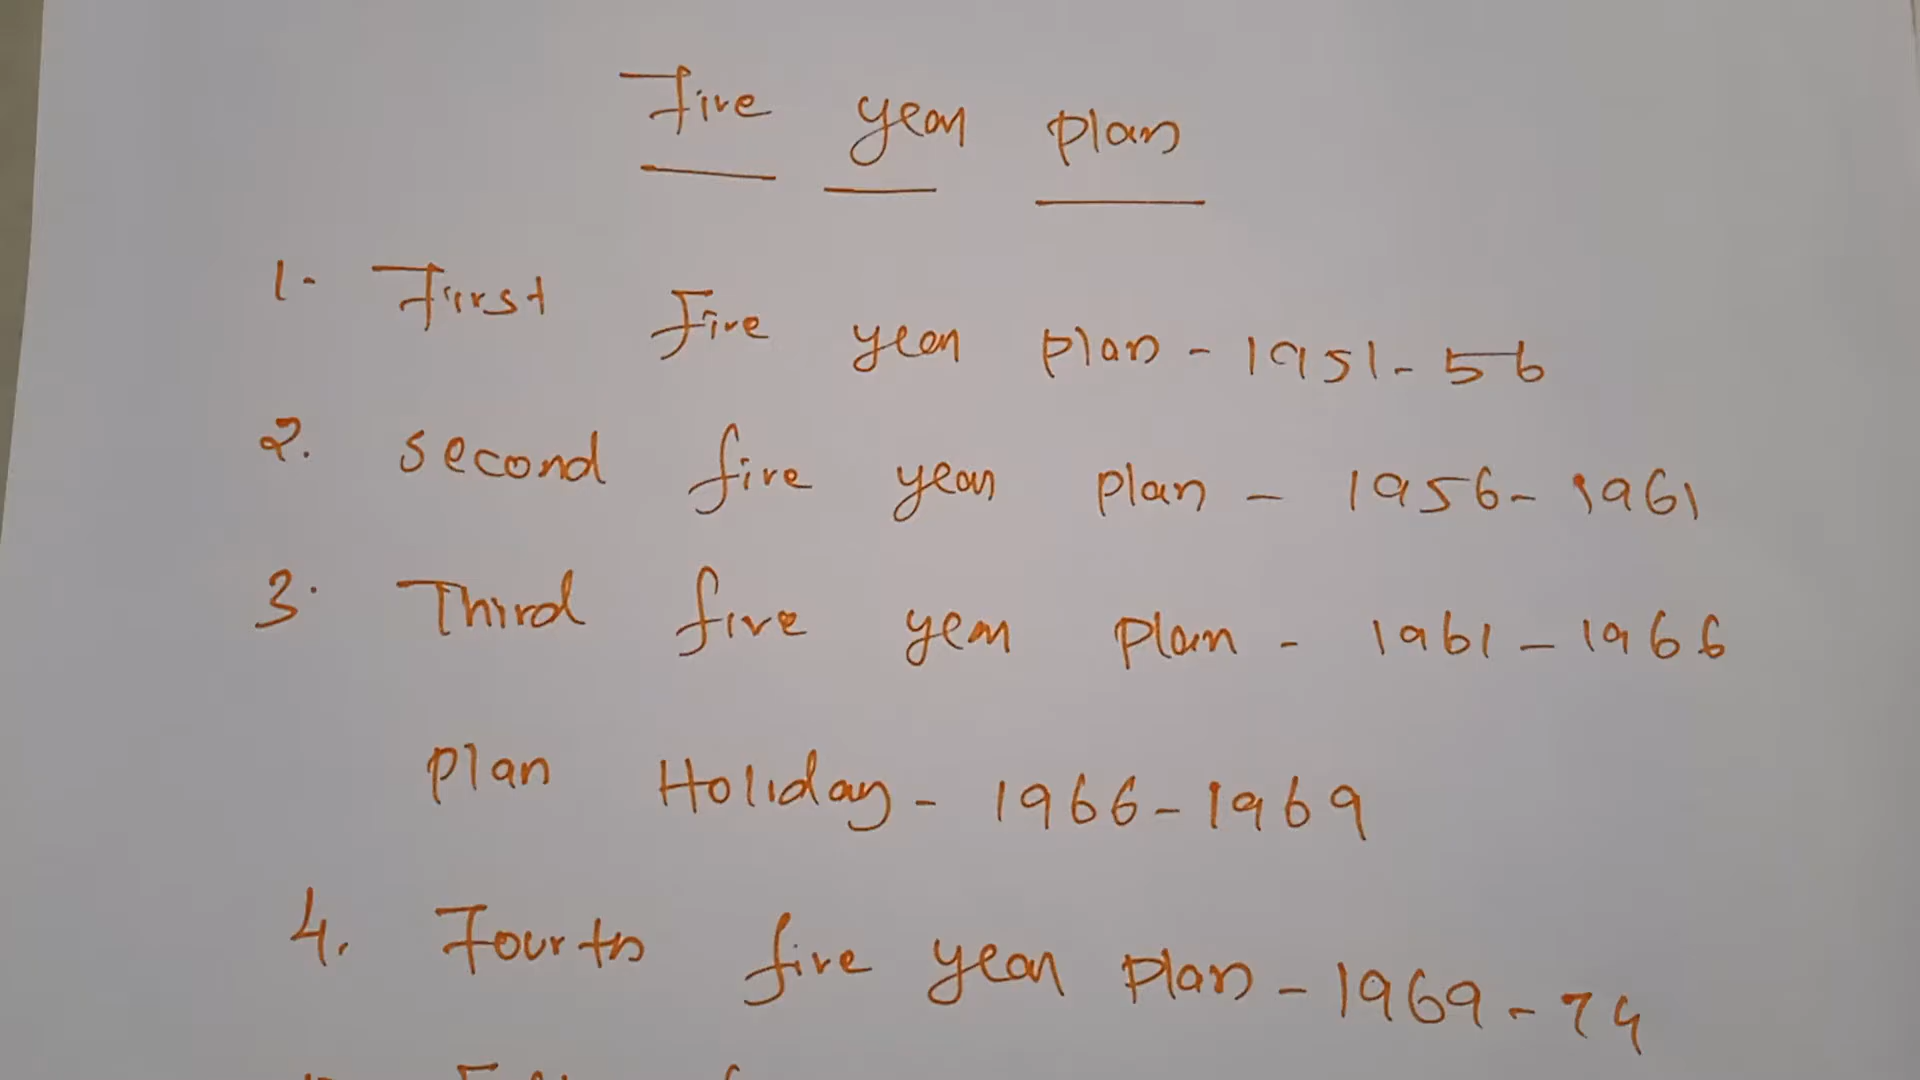 Five year plan
1. First Five year plan - 1951-56
2. second five year plan - 1956-1961
3. Third five year plan - 1961-1966
plan Holiday - 1966-1969
4. Fourth five year plan - 1969-74